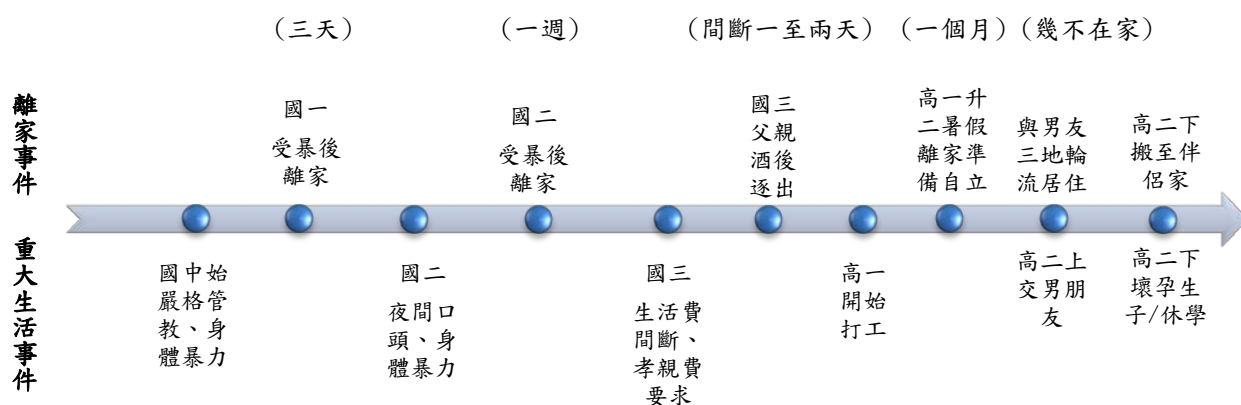 （三天）
（一週）
（間斷一至兩天）
（一個月）（幾不在家）
離家事件
國一
受暴後
離家
國二
受暴後
離家
國三
父親
酒後
逐出
高一升
二暑假
離家準
備自立
與男友
三地輪
流居住
高二下
搬至伴
侶家
重大生活事件
國中始
嚴格管
教、身
體暴力
國二
夜間口
頭、身
體暴力
國三
生活費
間斷、
孝親費
要求
高一
開始
打工
高二上
交男朋
友
高二下
壞孕生
子/休學